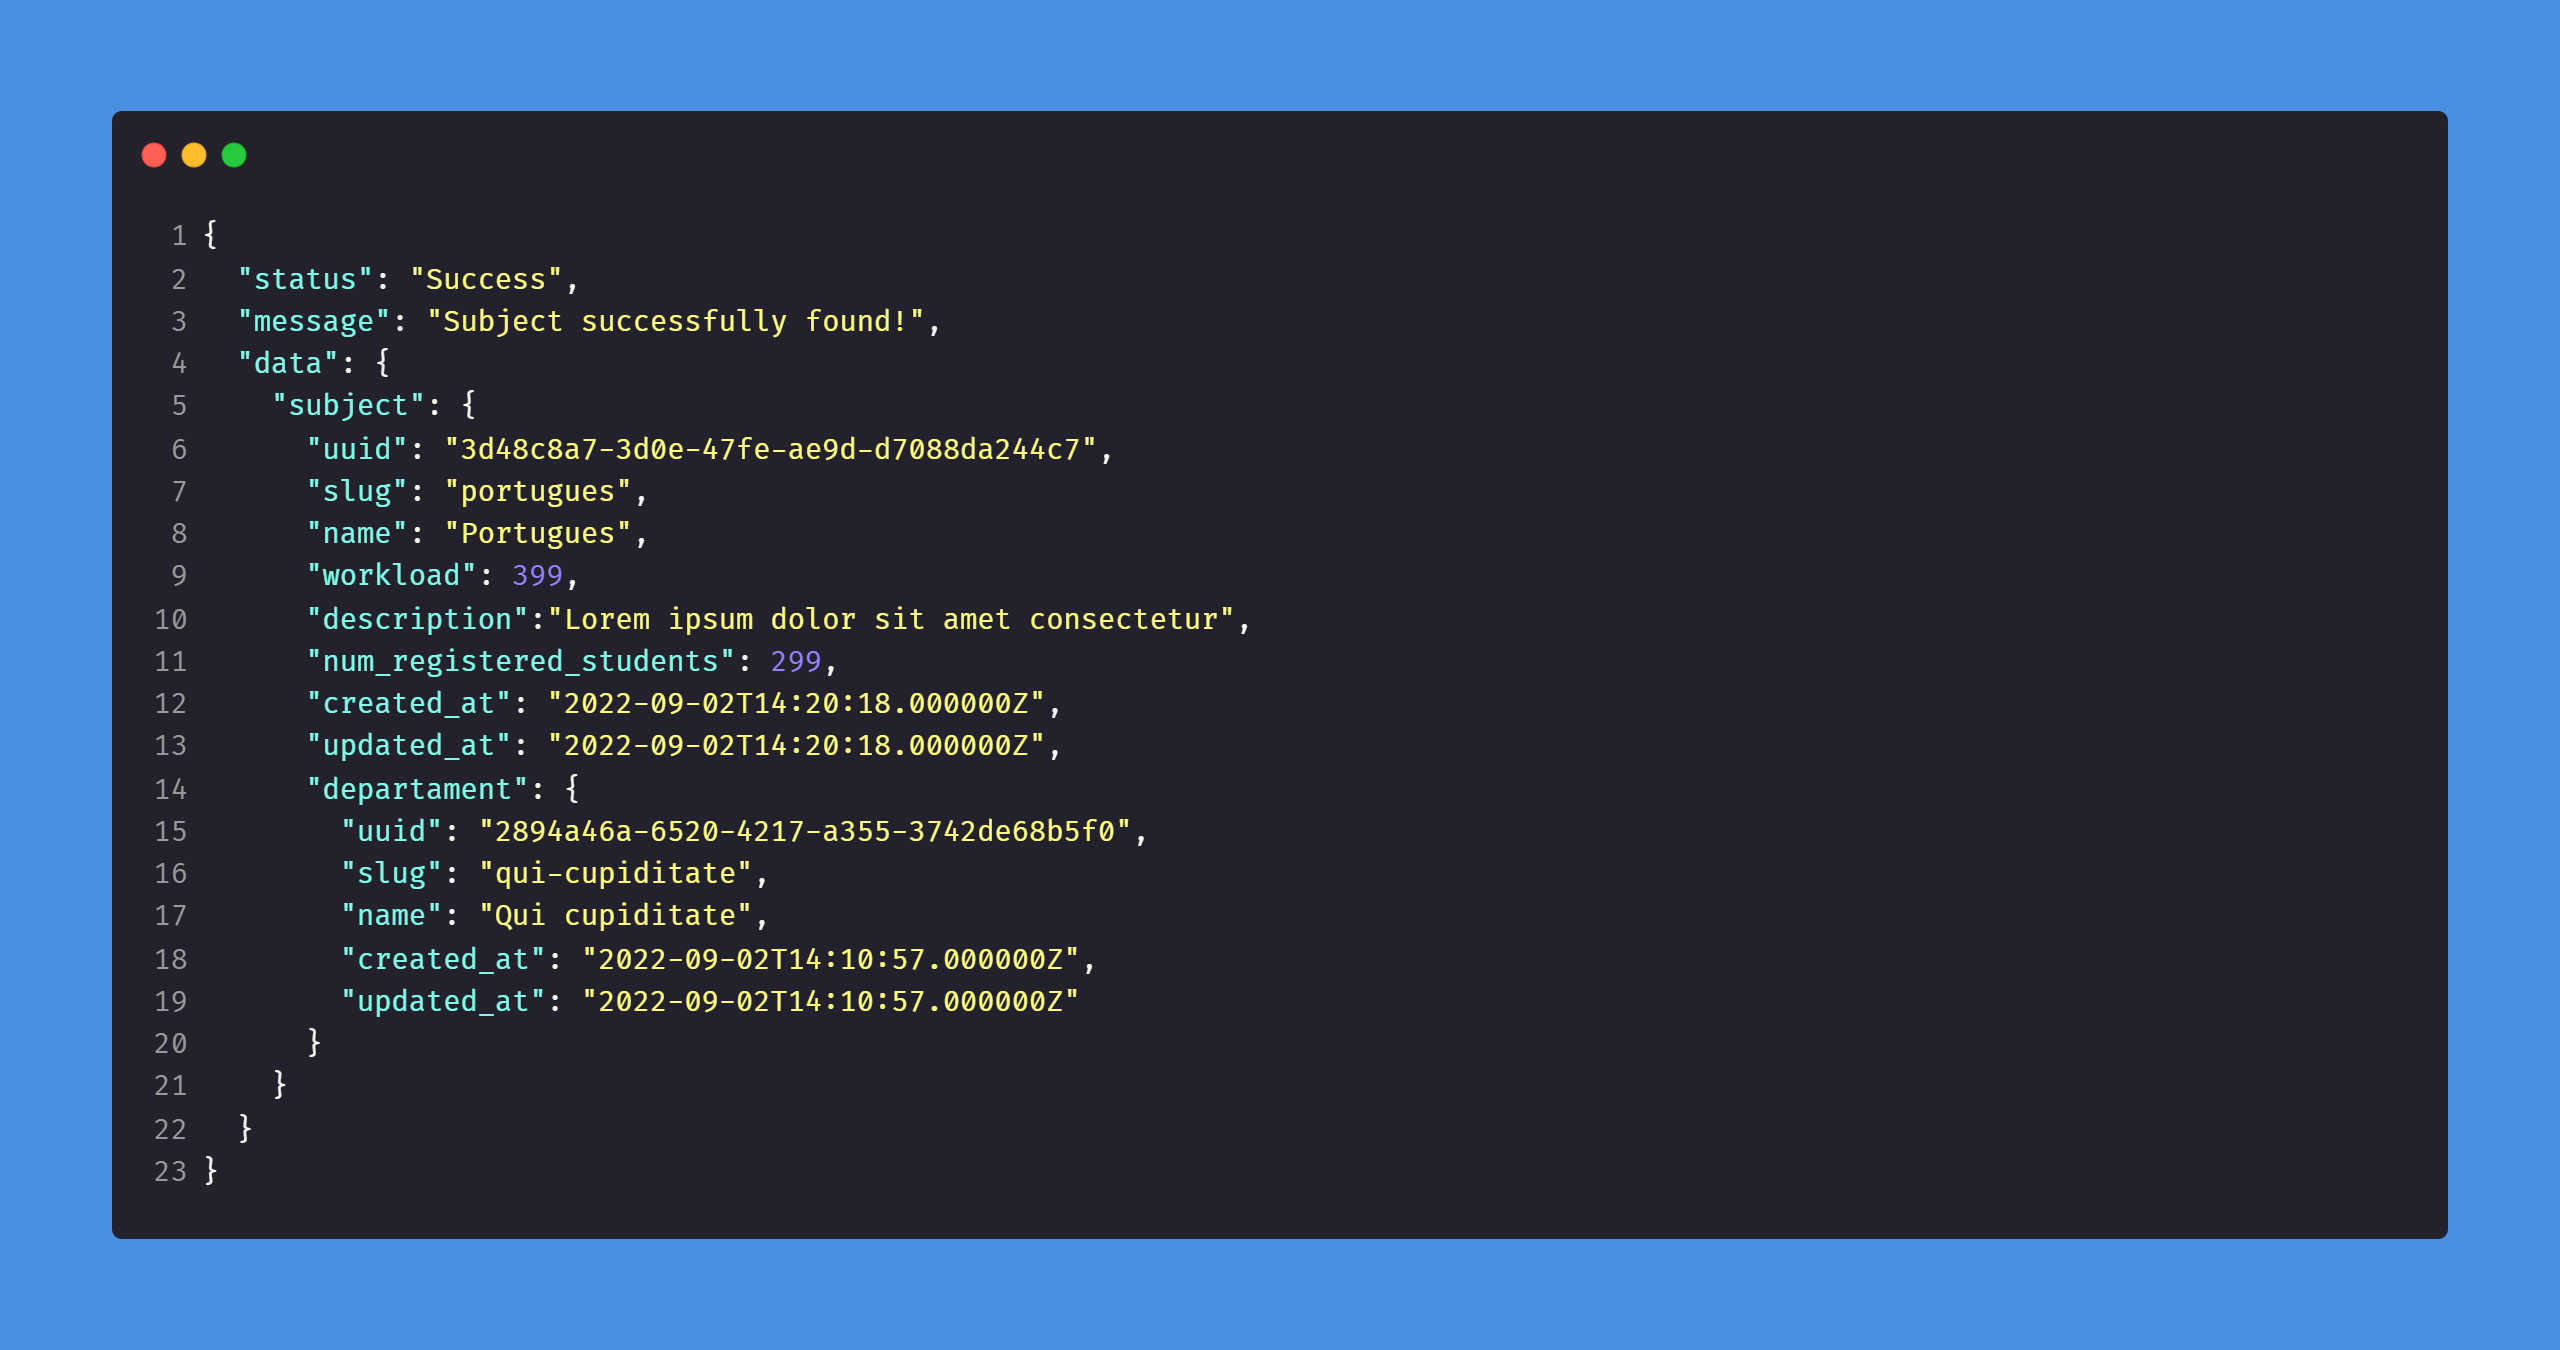 1 {
2   "status": "Success",
3   "message": "Subject successfully found!",
4   "data": {
5     "subject": {
6       "uuid": "3d48c8a7-3d0e-47fe-ae9d-d7088da244c7",
7       "slug": "portugues",
8       "name": "Portugues",
9       "workload": 399,
10       "description":"Lorem ipsum dolor sit amet consectetur",
11       "num_registered_students": 299,
12       "created_at": "2022-09-02T14:20:18.000000Z",
13       "updated_at": "2022-09-02T14:20:18.000000Z",
14       "departament": {
15         "uuid": "2894a46a-6520-4217-a355-3742de68b5f0",
16         "slug": "qui-cupiditate",
17         "name": "Qui cupiditate",
18         "created_at": "2022-09-02T14:10:57.000000Z",
19         "updated_at": "2022-09-02T14:10:57.000000Z"
20       }
21     }
22   }
23 }